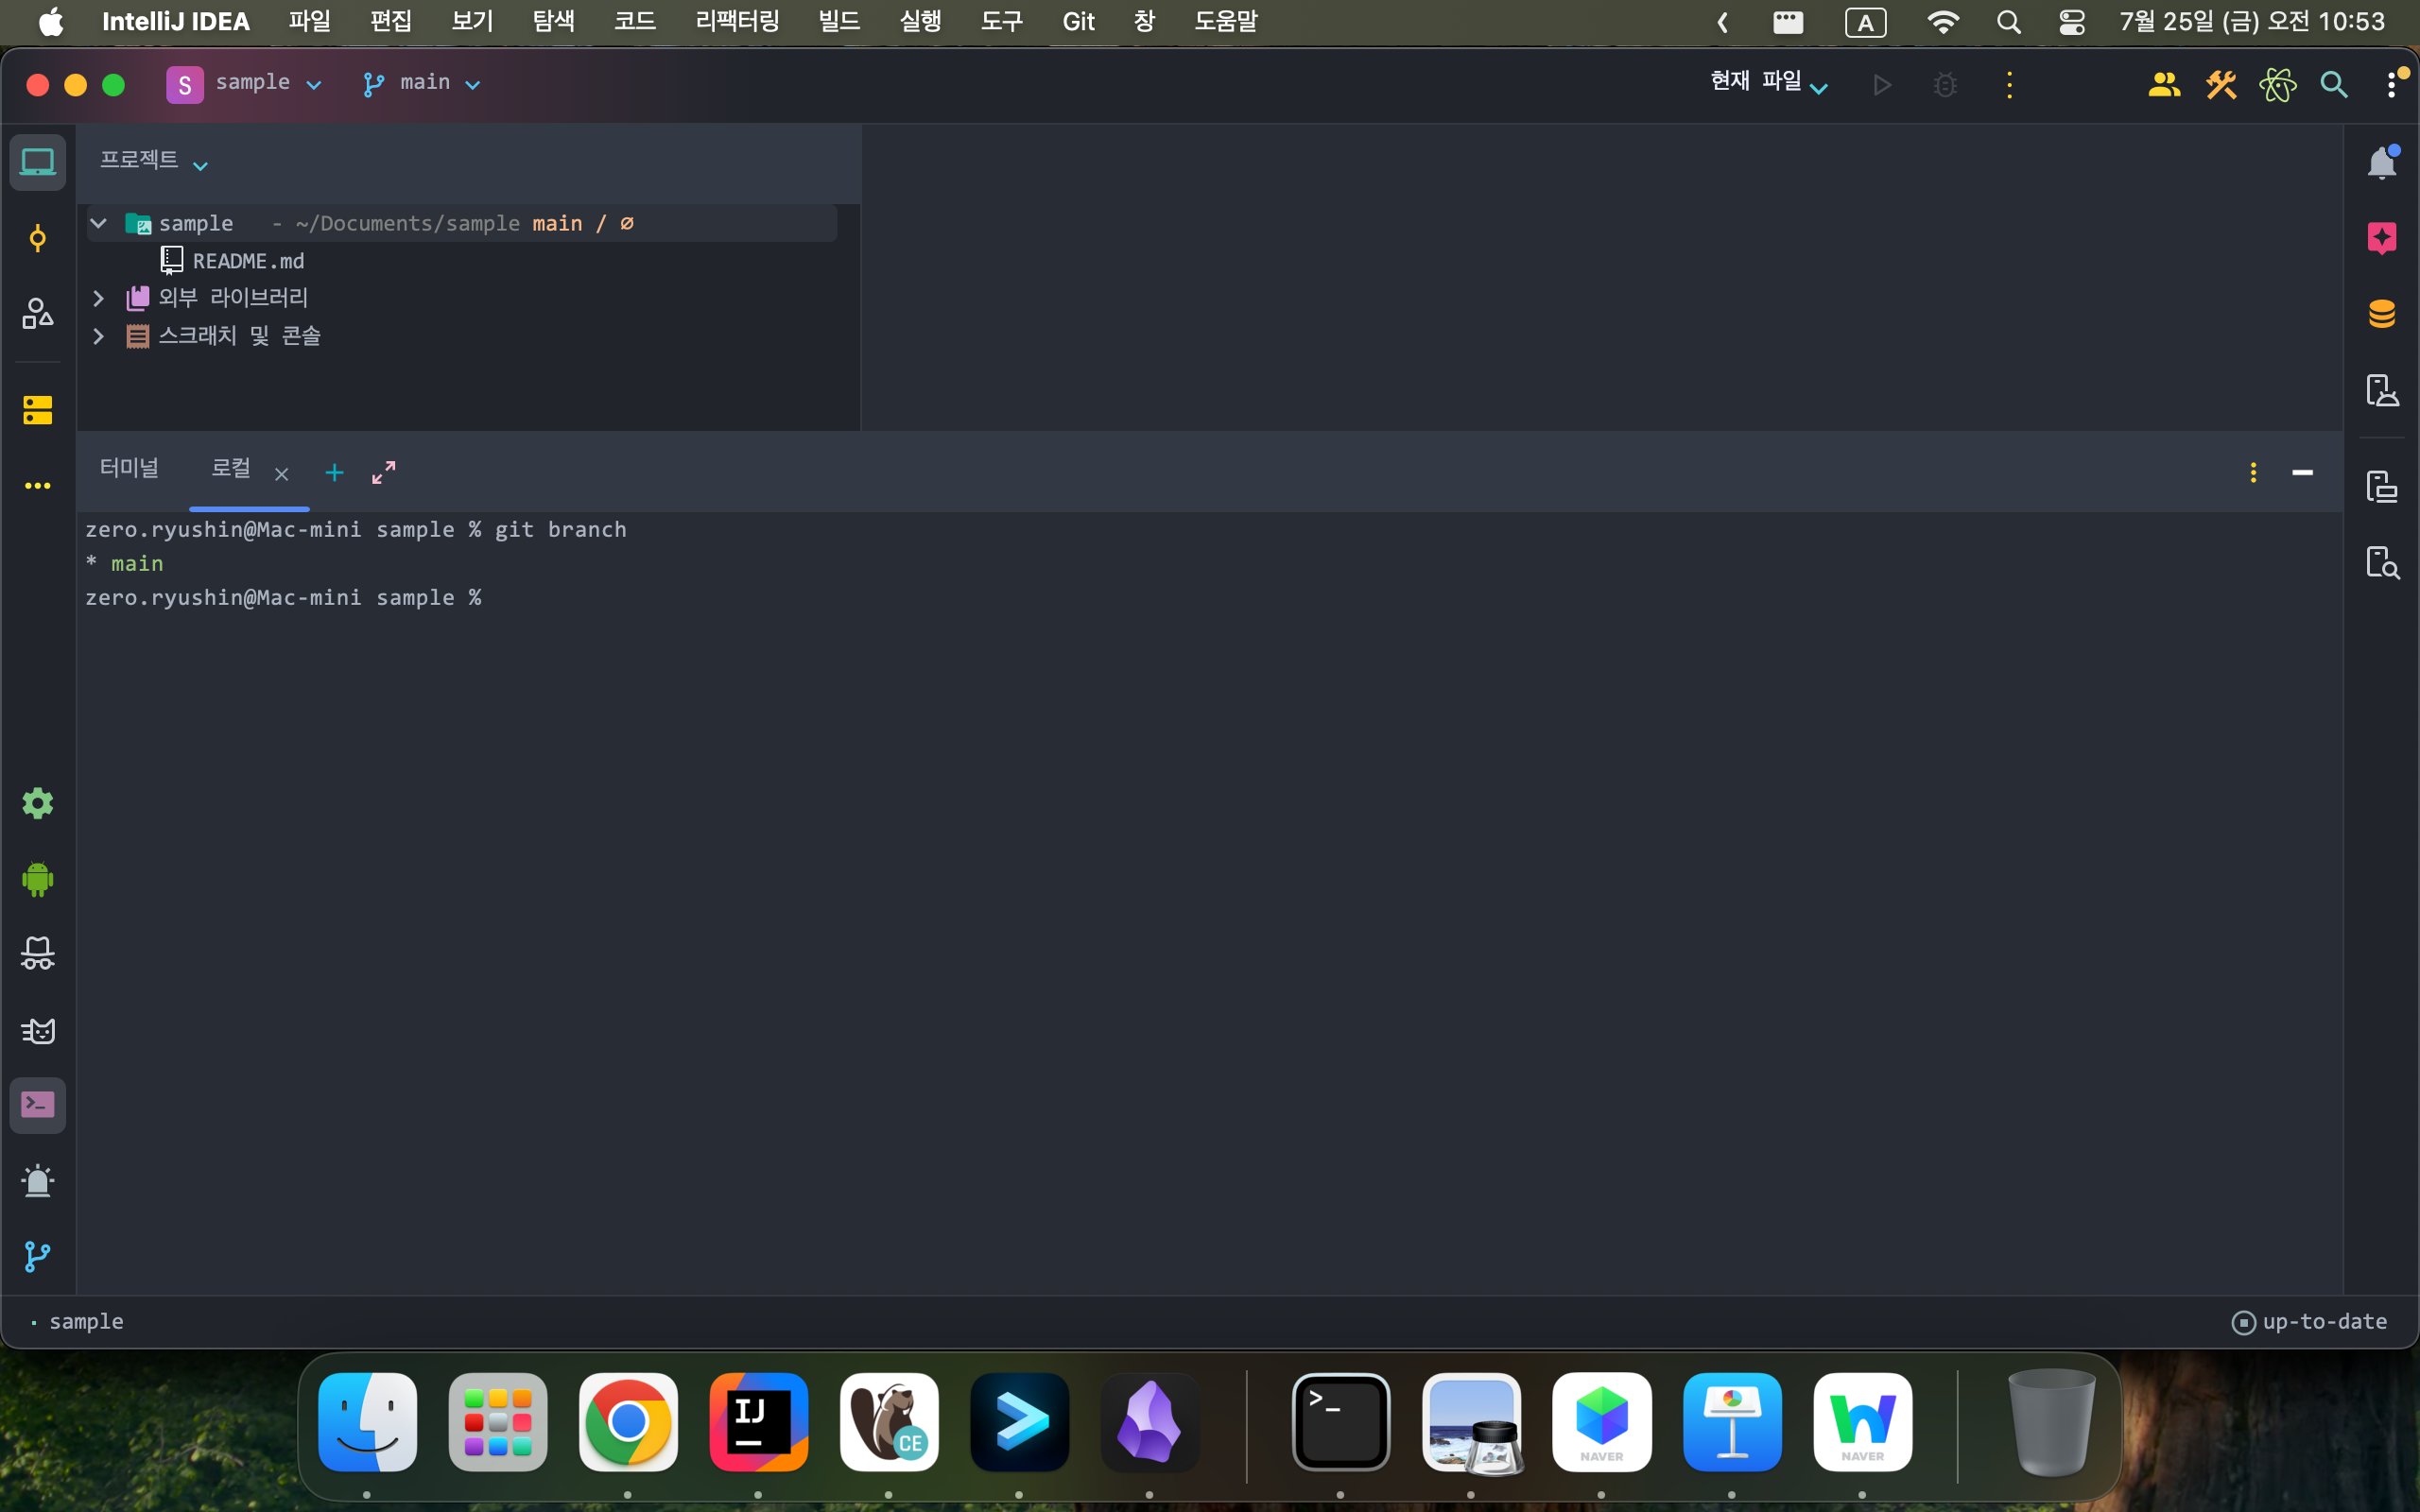 IntelliJ IDEA 파일 편집 보기 탐색 코드 리팩터링 빌드 실행 도구 Git 창 도움말 A 7월 25일 (금) 오전 10:53
S sample main 현재 파일
프로젝트
sample - ~/Documents/sample main / ∅
README.md
외부 라이브러리
스크래치 및 콘솔
터미널 로컬
zero.ryushin@Mac-mini sample % git branch
* main
zero.ryushin@Mac-mini sample %
sample up-to-date
IJ CE >_ NAVER NAVER